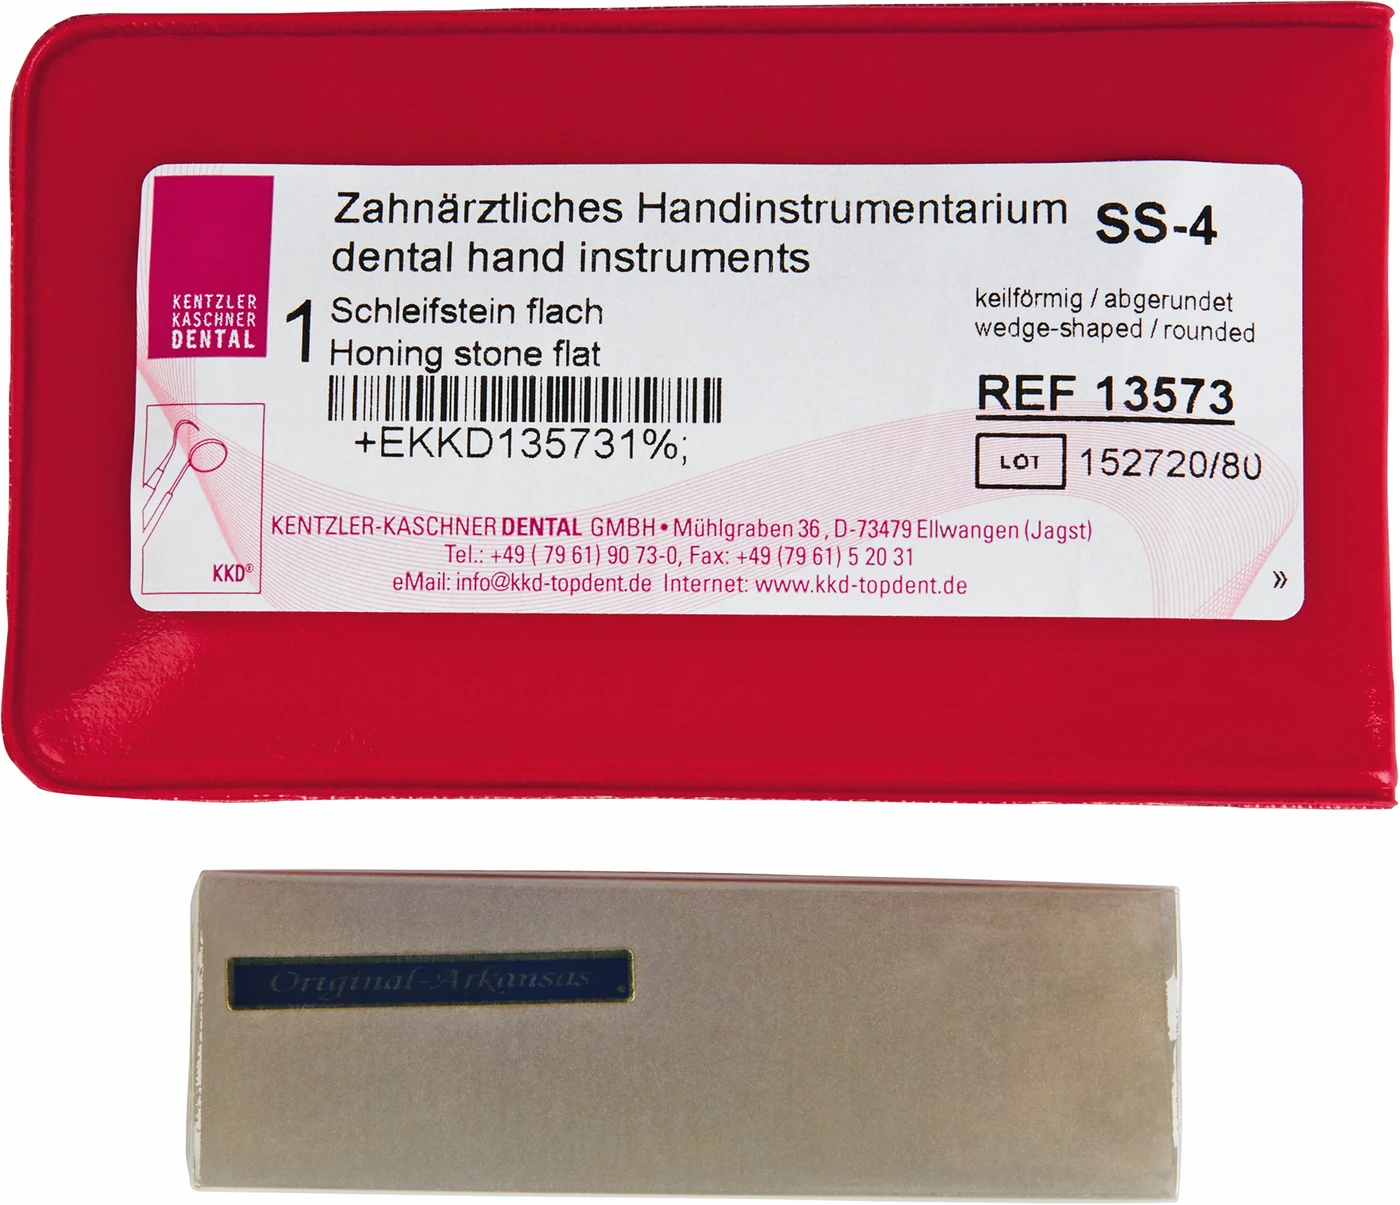 Zahnärztliches Handinstrumentarium
dental hand instruments
SS-4
KENTZLER
KASCHNER
DENTAL
1
Schleifstein flach
Honing stone flat
keilförmig / abgerundet
wedge-shaped / rounded
+EKKD135731%;
REF 13573
LOT 152720/80
KENTZLER-KASCHNER DENTAL GMBH • Mühlgraben 36, D-73479 Ellwangen (Jagst)
Tel.: +49 ( 79 61) 90 73-0, Fax: +49 (79 61) 5 20 31
eMail: info@kkd-topdent.de Internet: www.kkd-topdent.de
KKD®
»
Original-Arkansas